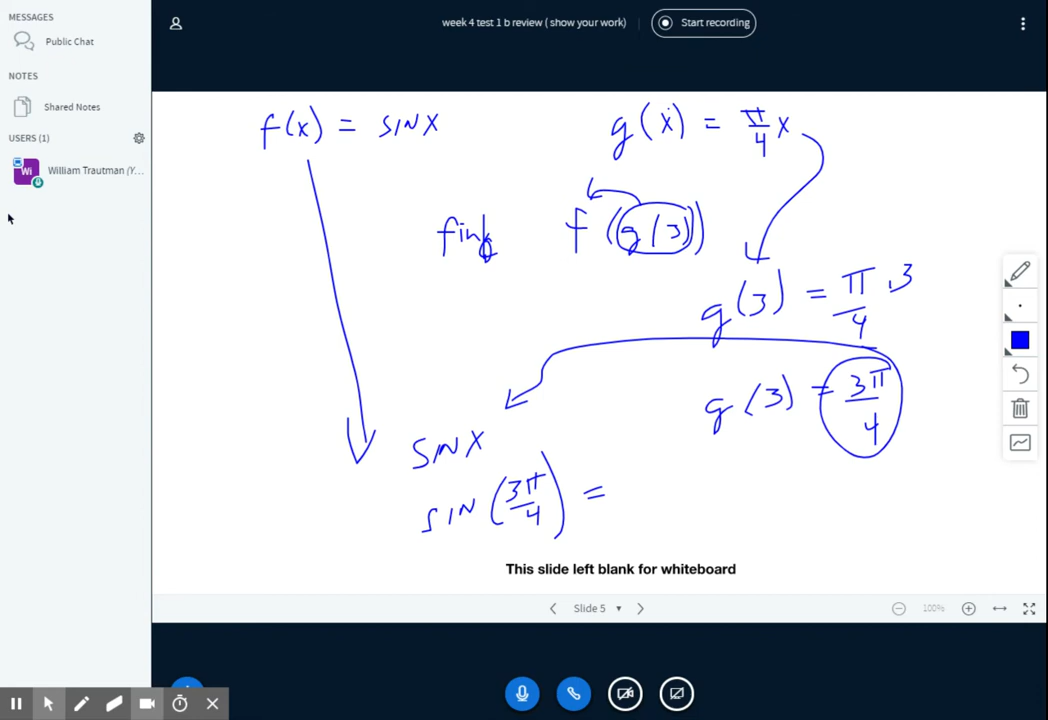 MESSAGES
Public Chat
NOTES
Shared Notes
USERS (1)
Wi
William Trautman (Y...
week 4 test 1 b review ( show your work)
Start recording
f(x) = sin x
g(x) = π/4 x
find f(g(3))
g(3) = π/4 . 3
g(3) = 3π/4
sin x
sin(3π/4) =
This slide left blank for whiteboard
Slide 5
100%